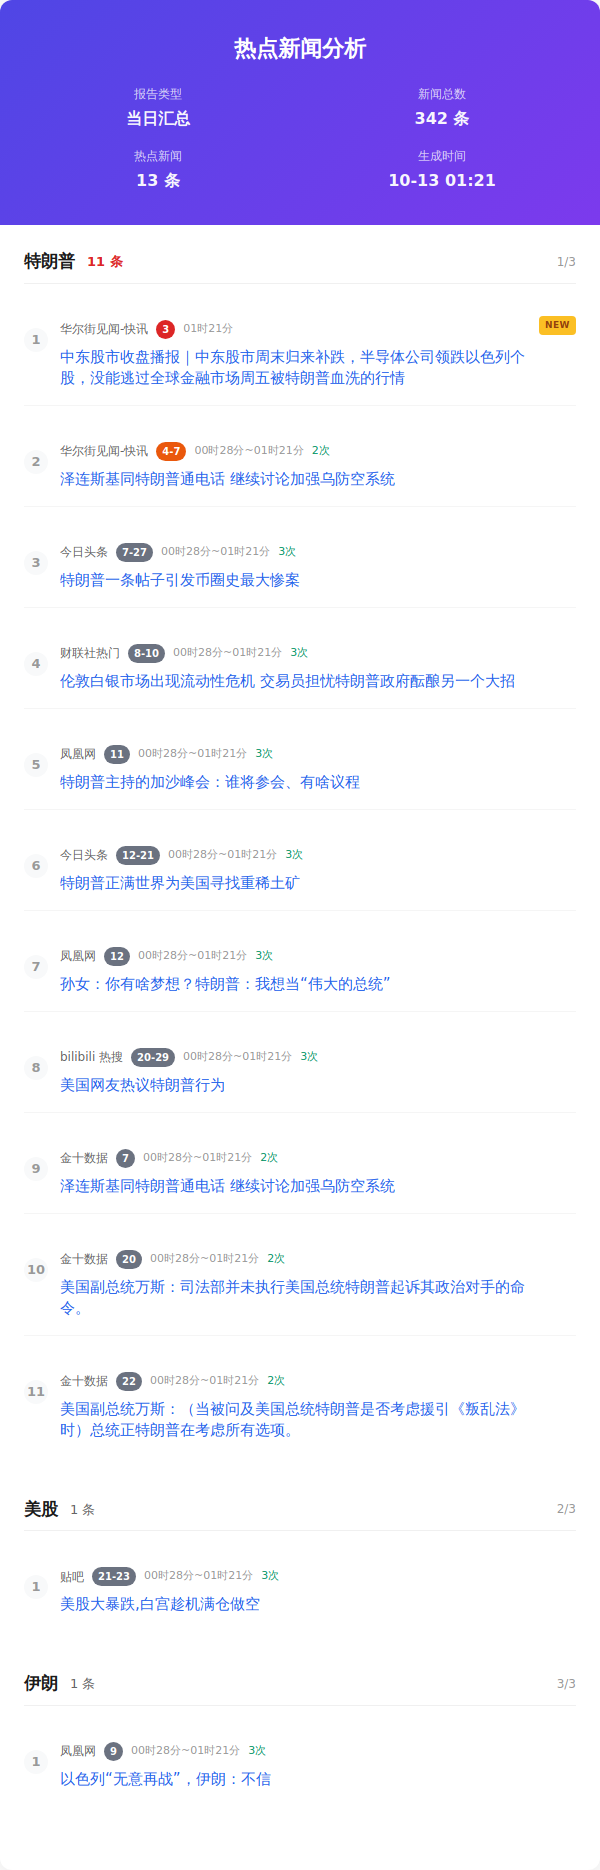 热点新闻分析
报告类型
新闻总数
当日汇总
342 条
热点新闻
生成时间
13 条
10-13 01:21
特朗普 11 条 1/3
1 华尔街见闻-快讯 3 01时21分 NEW
中东股市收盘播报｜中东股市周末归来补跌，半导体公司领跌以色列个
股，没能逃过全球金融市场周五被特朗普血洗的行情
2 华尔街见闻-快讯 4-7 00时28分~01时21分 2次
泽连斯基同特朗普通电话 继续讨论加强乌防空系统
3 今日头条 7-27 00时28分~01时21分 3次
特朗普一条帖子引发币圈史最大惨案
4 财联社热门 8-10 00时28分~01时21分 3次
伦敦白银市场出现流动性危机 交易员担忧特朗普政府酝酿另一个大招
5 凤凰网 11 00时28分~01时21分 3次
特朗普主持的加沙峰会：谁将参会、有啥议程
6 今日头条 12-21 00时28分~01时21分 3次
特朗普正满世界为美国寻找重稀土矿
7 凤凰网 12 00时28分~01时21分 3次
孙女：你有啥梦想？特朗普：我想当“伟大的总统”
8 bilibili 热搜 20-29 00时28分~01时21分 3次
美国网友热议特朗普行为
9 金十数据 7 00时28分~01时21分 2次
泽连斯基同特朗普通电话 继续讨论加强乌防空系统
10 金十数据 20 00时28分~01时21分 2次
美国副总统万斯：司法部并未执行美国总统特朗普起诉其政治对手的命
令。
11 金十数据 22 00时28分~01时21分 2次
美国副总统万斯：（当被问及美国总统特朗普是否考虑援引《叛乱法》
时）总统正特朗普在考虑所有选项。
美股 1 条 2/3
1 贴吧 21-23 00时28分~01时21分 3次
美股大暴跌,白宫趁机满仓做空
伊朗 1 条 3/3
1 凤凰网 9 00时28分~01时21分 3次
以色列“无意再战”，伊朗：不信